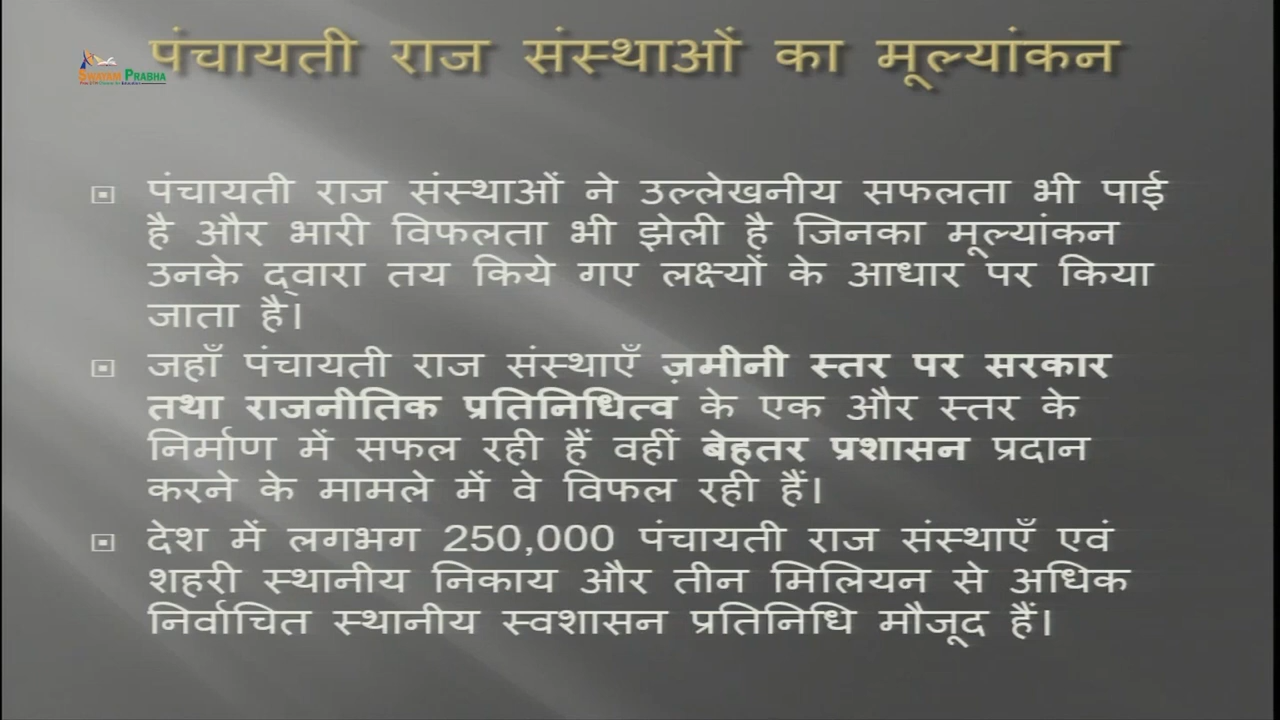 पंचायती राज संस्थाओं का मूल्यांकन
SWAYAM PRABHA
पंचायती राज संस्थाओं ने उल्लेखनीय सफलता भी पाई
है और भारी विफलता भी झेली है जिनका मूल्यांकन
उनके द्वारा तय किये गए लक्ष्यों के आधार पर किया
जाता है।
जहाँ पंचायती राज संस्थाएँ ज़मीनी स्तर पर सरकार
तथा राजनीतिक प्रतिनिधित्व के एक और स्तर के
निर्माण में सफल रही हैं वहीं बेहतर प्रशासन प्रदान
करने के मामले में वे विफल रही हैं।
देश में लगभग 250,000 पंचायती राज संस्थाएँ एवं
शहरी स्थानीय निकाय और तीन मिलियन से अधिक
निर्वाचित स्थानीय स्वशासन प्रतिनिधि मौजूद हैं।